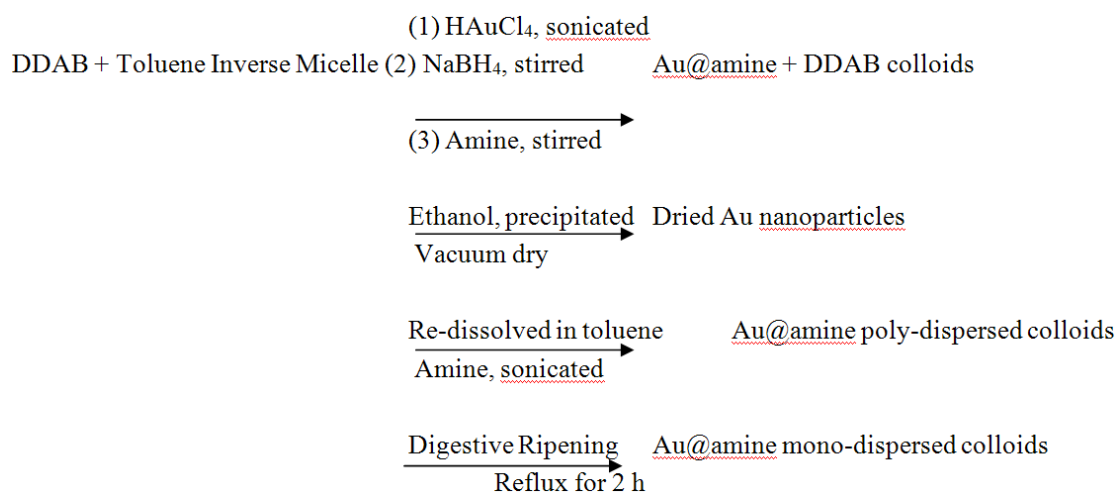 (1) HAuCl4, sonicated
DDAB + Toluene Inverse Micelle (2) NaBH4, stirred Au@amine + DDAB colloids
(3) Amine, stirred
Ethanol, precipitated Dried Au nanoparticles
Vacuum dry
Re-dissolved in toluene Au@amine poly-dispersed colloids
Amine, sonicated
Digestive Ripening Au@amine mono-dispersed colloids
Reflux for 2 h